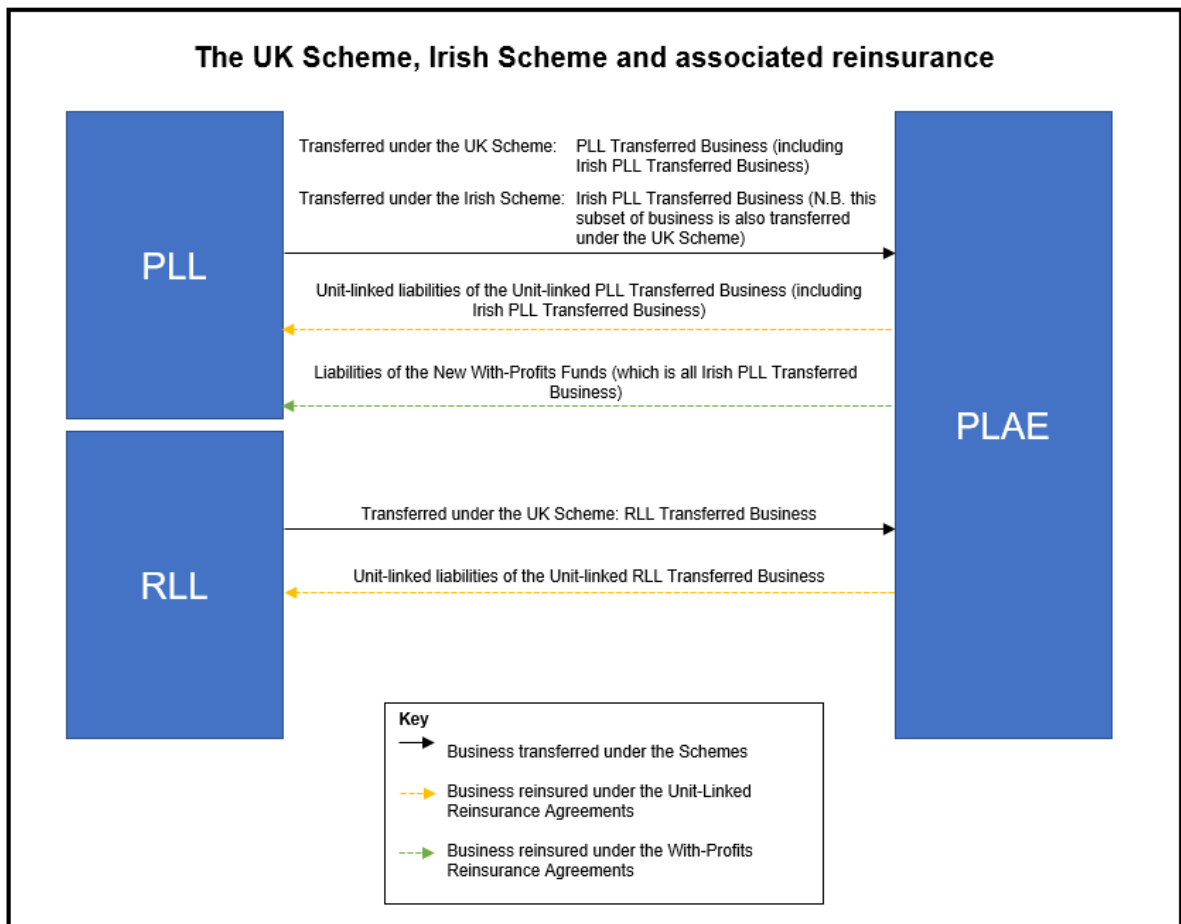 The UK Scheme, Irish Scheme and associated reinsurance
PLL
Transferred under the UK Scheme: PLL Transferred Business (including
Irish PLL Transferred Business)
Transferred under the Irish Scheme: Irish PLL Transferred Business (N.B. this
subset of business is also transferred
under the UK Scheme)
Unit-linked liabilities of the Unit-linked PLL Transferred Business (including
Irish PLL Transferred Business)
Liabilities of the New With-Profits Funds (which is all Irish PLL Transferred
Business)
PLAE
RLL
Transferred under the UK Scheme: RLL Transferred Business
Unit-linked liabilities of the Unit-linked RLL Transferred Business
Key
Business transferred under the Schemes
Business reinsured under the Unit-Linked
Reinsurance Agreements
Business reinsured under the With-Profits
Reinsurance Agreements